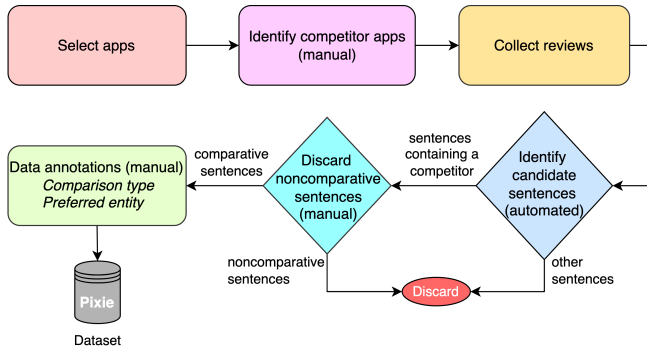 Select apps
Identify competitor apps
(manual)
Collect reviews
Data annotations (manual)
Comparison type
Preferred entity
comparative
sentences
Discard
noncomparative
sentences
(manual)
sentences
containing a
competitor
Identify
candidate
sentences
(automated)
noncomparative
sentences
other
sentences
Discard
Pixie
Dataset